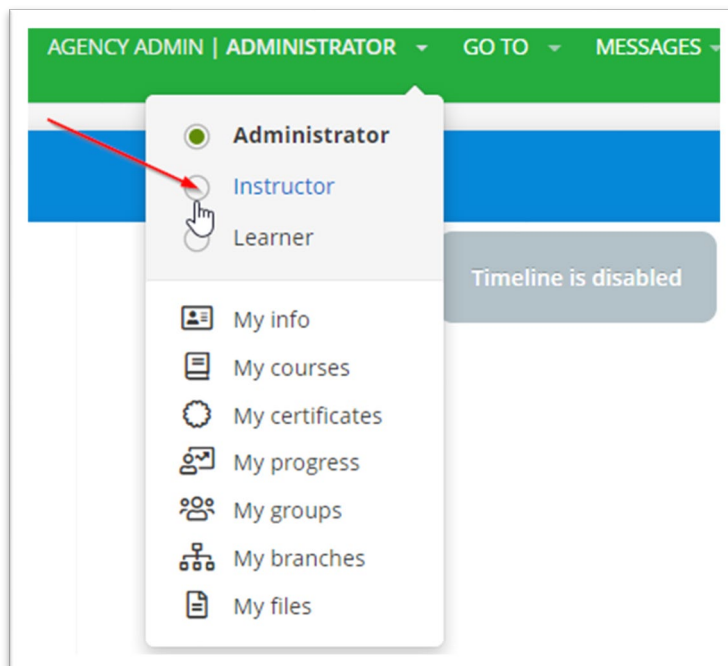 AGENCY ADMIN | ADMINISTRATOR GO TO MESSAGES
Administrator
Instructor
Learner
Timeline is disabled
My info
My courses
My certificates
My progress
My groups
My branches
My files